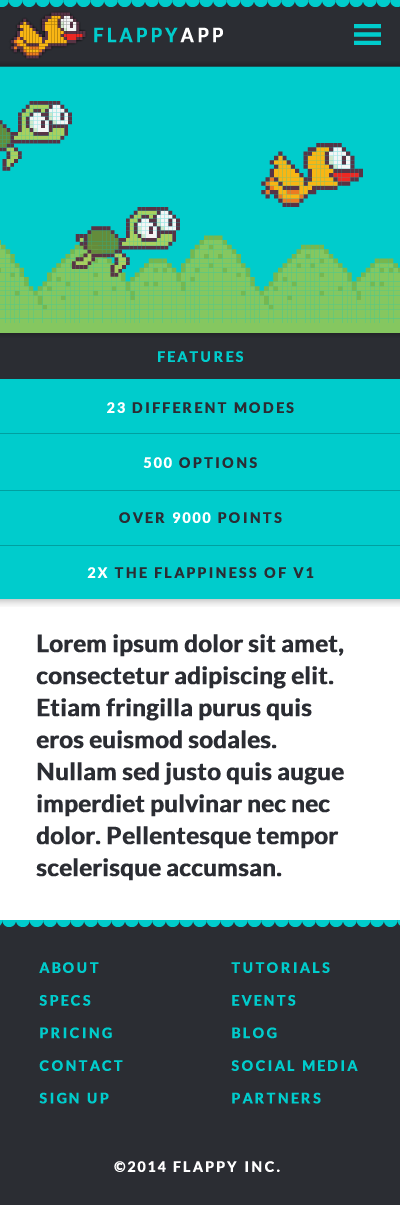 FLAPPYAPP
FEATURES
23 DIFFERENT MODES
500 OPTIONS
OVER 9000 POINTS
2X THE FLAPPINESS OF V1
Lorem ipsum dolor sit amet,
consectetur adipiscing elit.
Etiam fringilla purus quis
eros euismod sodales.
Nullam sed justo quis augue
imperdiet pulvinar nec nec
dolor. Pellentesque tempor
scelerisque accumsan.
ABOUT TUTORIALS
SPECS EVENTS
PRICING BLOG
CONTACT SOCIAL MEDIA
SIGN UP PARTNERS
©2014 FLAPPY INC.